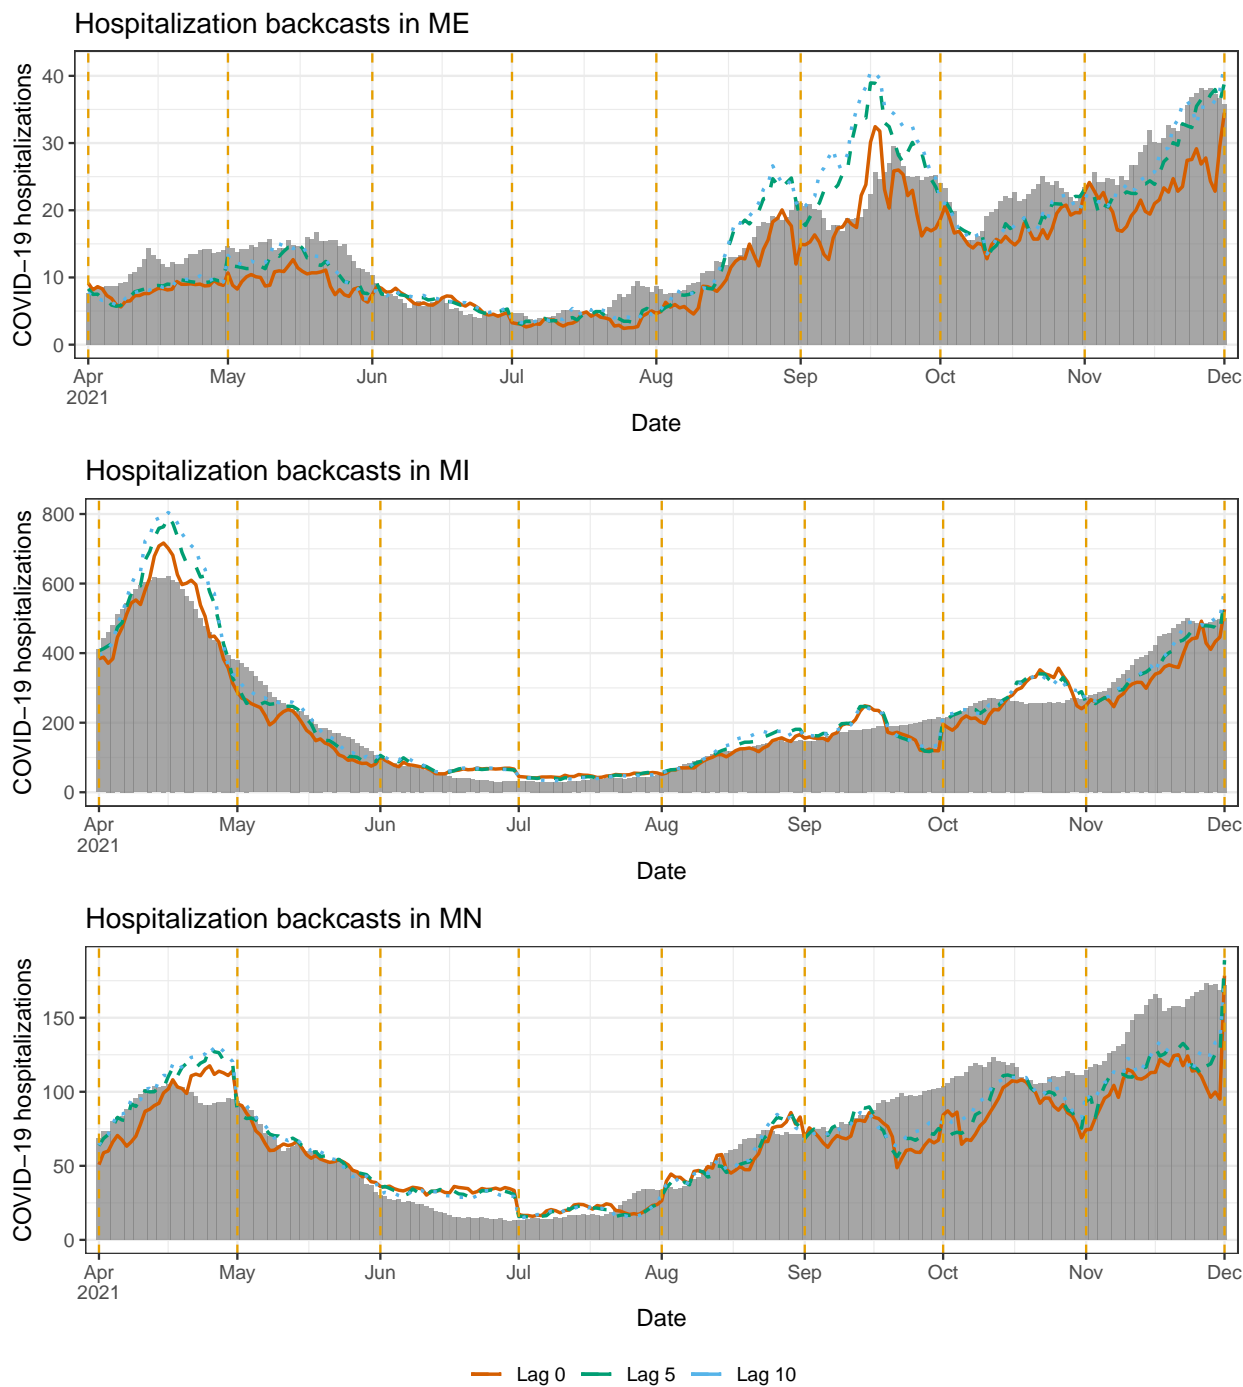 Hospitalization backcasts in ME
COVID−19 hospitalizations
40
30
20
10
0
Apr May Jun Jul Aug Sep Oct Nov Dec
2021
Date
Hospitalization backcasts in MI
COVID−19 hospitalizations
800
600
400
200
0
Apr May Jun Jul Aug Sep Oct Nov Dec
2021
Date
Hospitalization backcasts in MN
COVID−19 hospitalizations
150
100
50
0
Apr May Jun Jul Aug Sep Oct Nov Dec
2021
Date
Lag 0 Lag 5 Lag 10